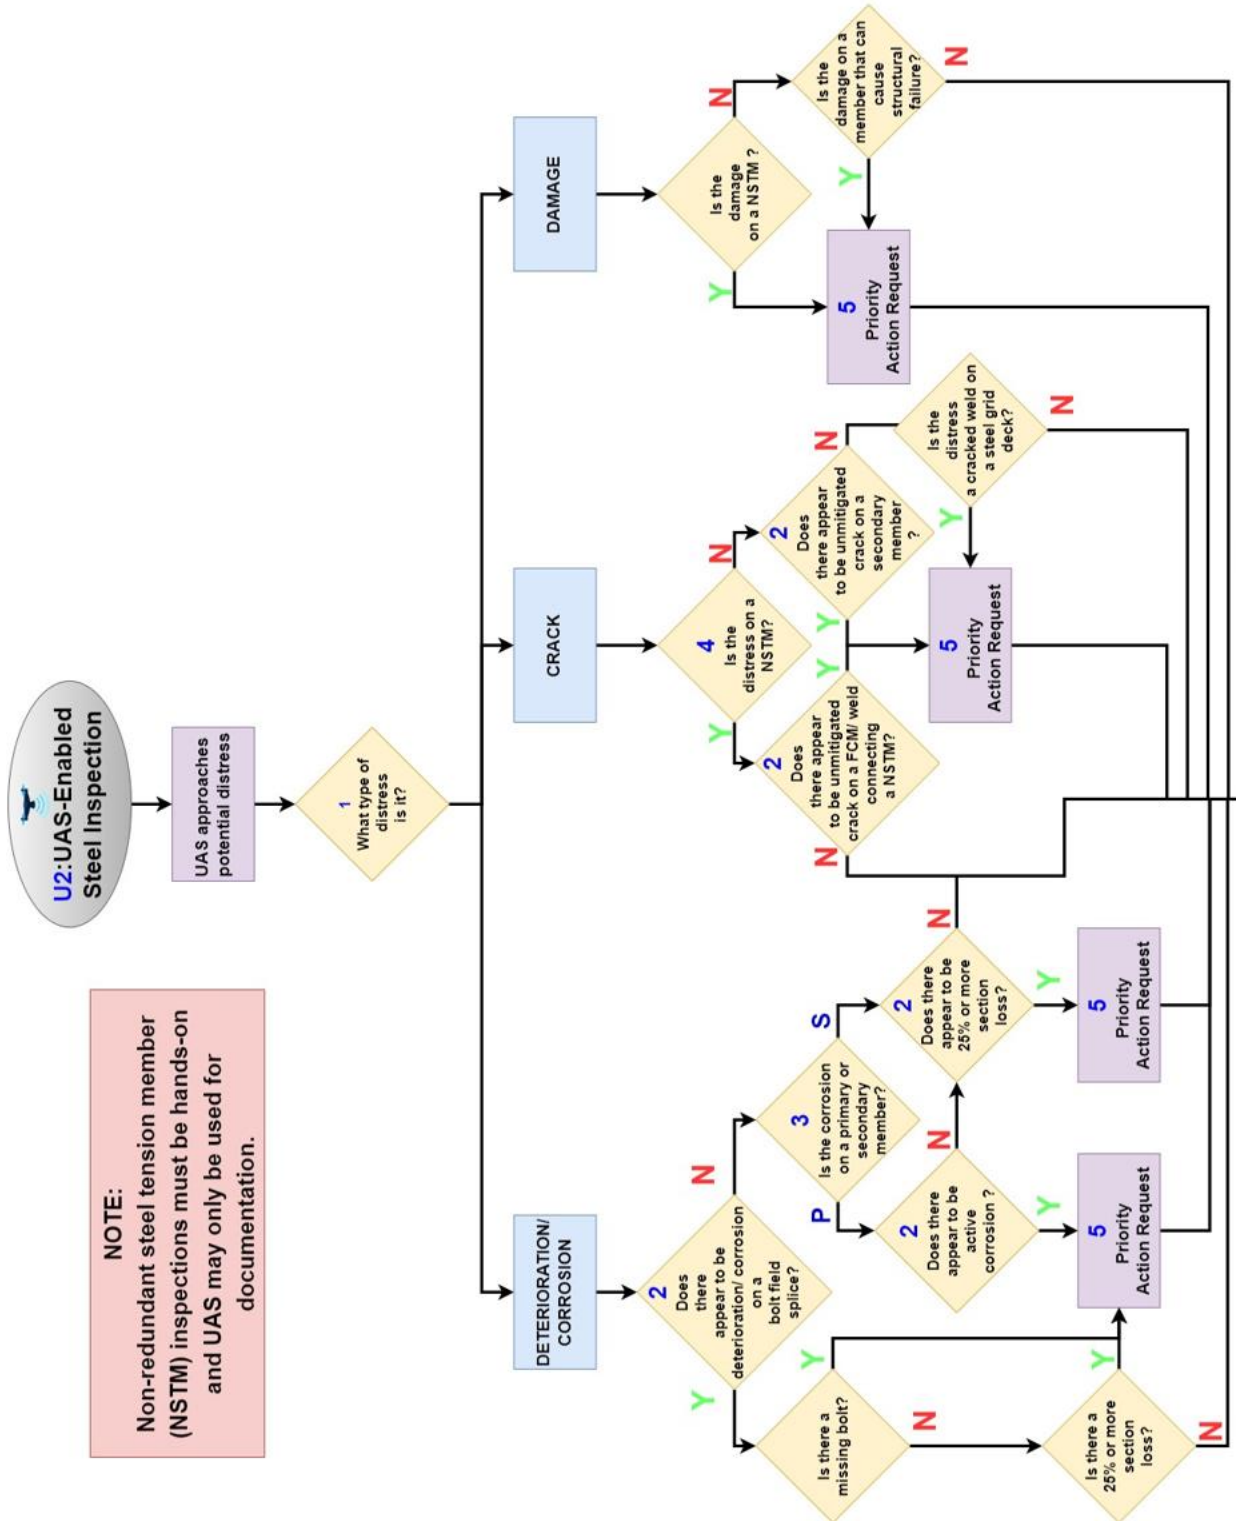 NOTE:
Non-redundant steel tension member
(NSTM) inspections must be hands-on
and UAS may only be used for
documentation.
U2:UAS-Enabled
Steel Inspection
UAS approaches
potential distress
1
What type of
distress
is it?
DETERIORATION/
CORROSION
CRACK
DAMAGE
2
Does
there
appear to be
deterioration/ corrosion
on a
bolt field
splice?
Y
N
Is there a
missing bolt?
Y
N
Is there a
25% or more
section
loss?
Y
N
3
Is the corrosion
on a primary or
secondary
member?
P
S
2
Does there
appear to be
active
corrosion ?
N
Y
2
Does there
appear to be
25% or more
section
loss?
N
Y
5
Priority
Action Request
5
Priority
Action Request
4
Is the
distress on a
NSTM?
Y
N
2
Does
there appear
to be unmitigated
crack on a FCM/ weld
connecting
a NSTM?
N
Y
2
Does
there appear
to be unmitigated
crack on a
secondary
member
?
Y
N
Is the
distress
a cracked weld on
a steel grid
deck?
Y
N
5
Priority
Action Request
Is the
damage
on a NSTM ?
Y
N
Is the
damage on a
member that can
cause
structural
failure?
Y
N
5
Priority
Action Request